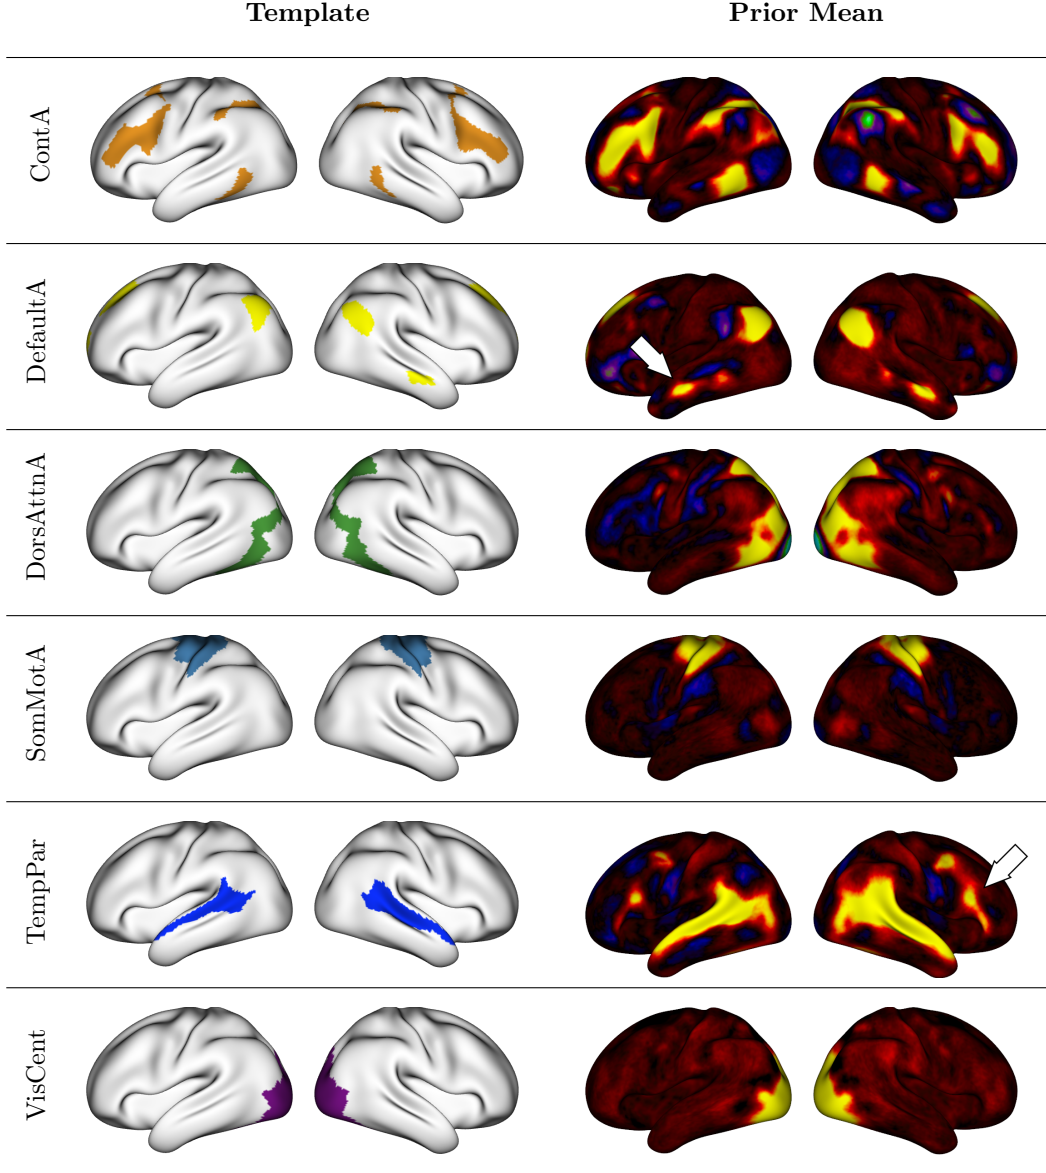 Template Prior Mean
ContA
DefaultA
DorsAttnA
SomMotA
TempPar
VisCent